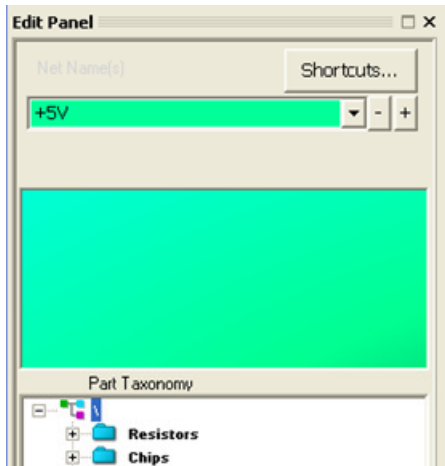 Edit Panel
Net Name(s)
Shortcuts...
+5V
- +
Part Taxonomy
\
Resistors
Chips